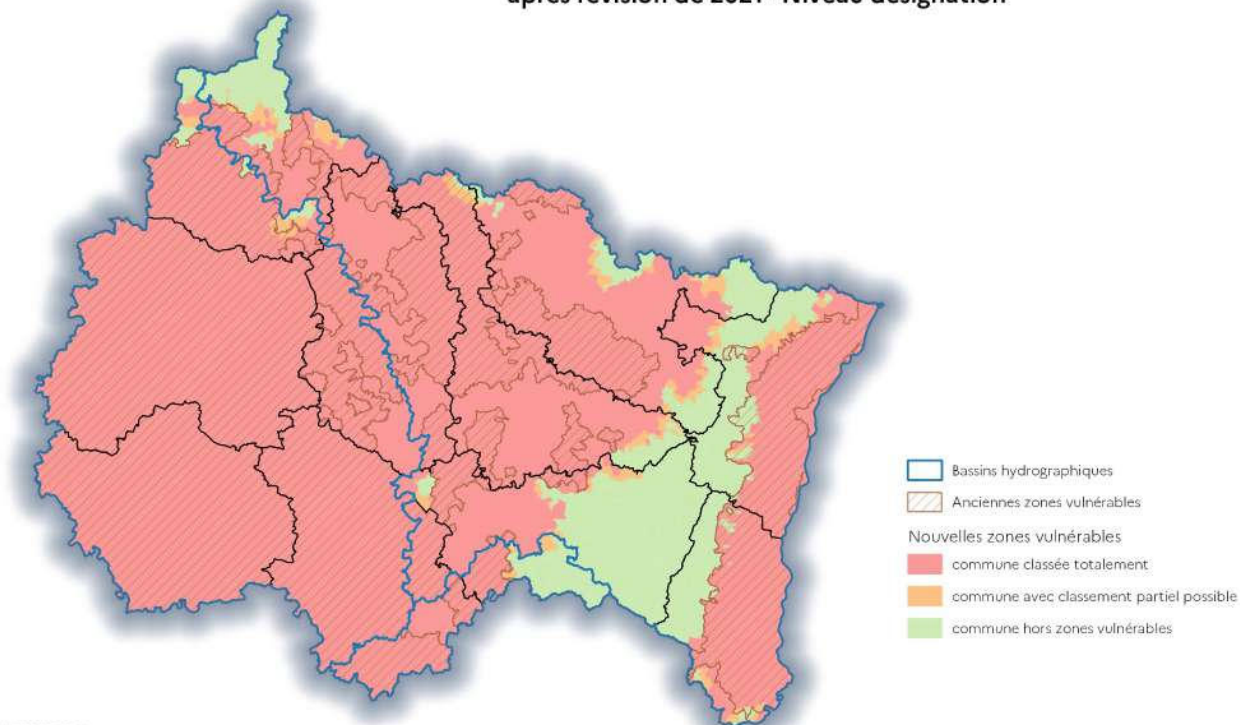 après révision de 2021 - Niveau désignation
Bassins hydrographiques
Anciennes zones vulnérables
Nouvelles zones vulnérables
commune classée totalement
commune avec classement partiel possible
commune hors zones vulnérables